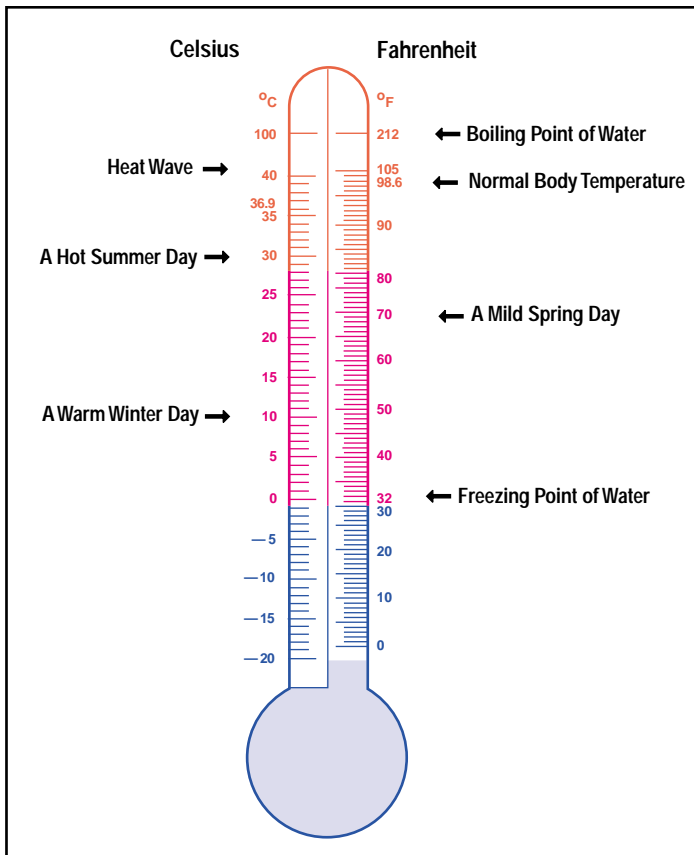 Celsius
Fahrenheit
°C
°F
100
212
Boiling Point of Water
Heat Wave
40
105
98.6
Normal Body Temperature
36.9
35
90
A Hot Summer Day
30
80
25
70
A Mild Spring Day
20
60
15
50
A Warm Winter Day
10
40
5
0
32
Freezing Point of Water
30
—5
20
—10
10
—15
0
—20